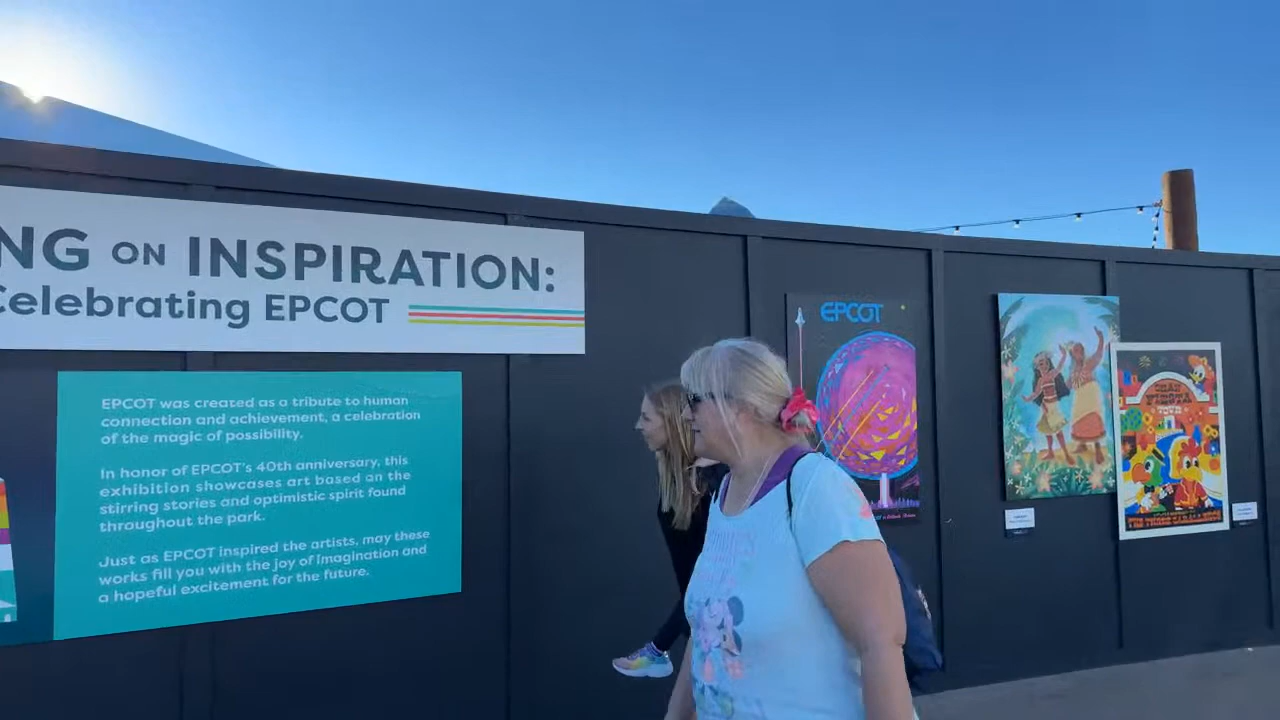 NG ON INSPIRATION:
Celebrating EPCOT
EPCOT was created as a tribute to human
connection and achievement, a celebration
of the magic of possibility.
In honor of EPCOT's 40th anniversary, this
exhibition showcases art based on the
stirring stories and optimistic spirit found
throughout the park.
Just as EPCOT inspired the artists, may these
works fill you with the joy of imagination and
a hopeful excitement for the future.
EPCOT